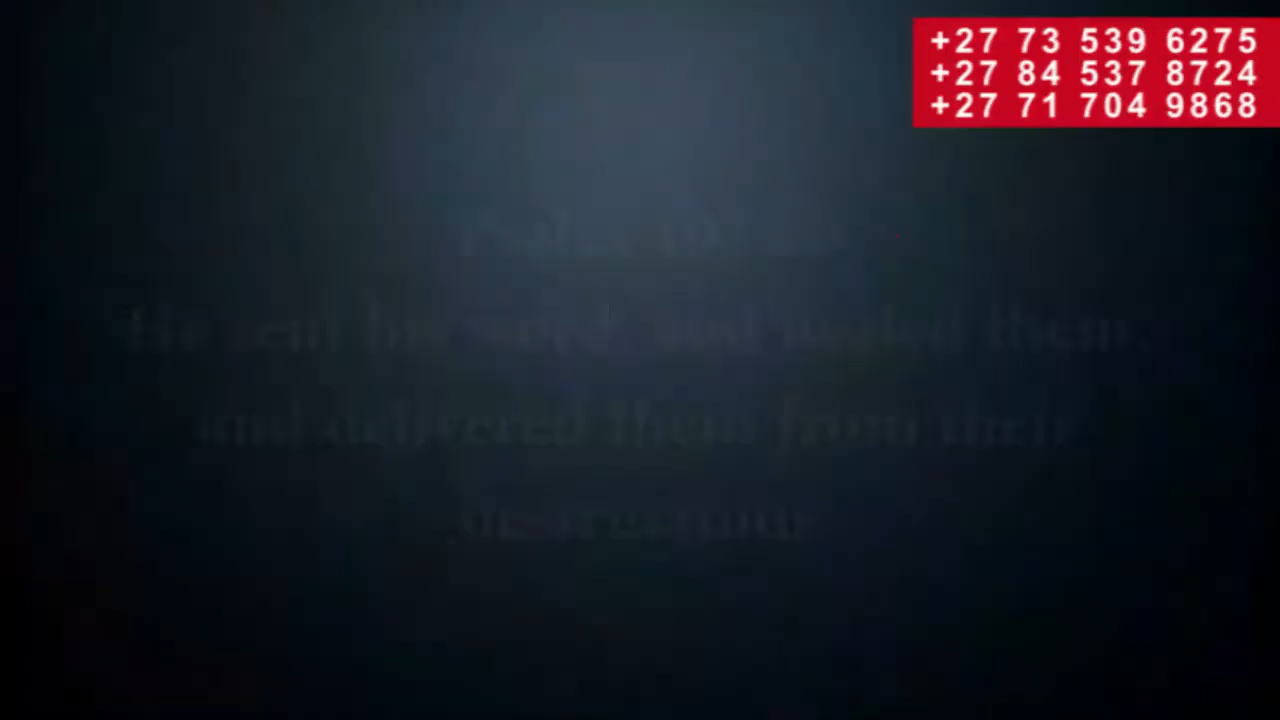 +27 73 539 6275
+27 84 537 8724
+27 71 704 9868
He sent his word, and healed them,
and delivered them from their